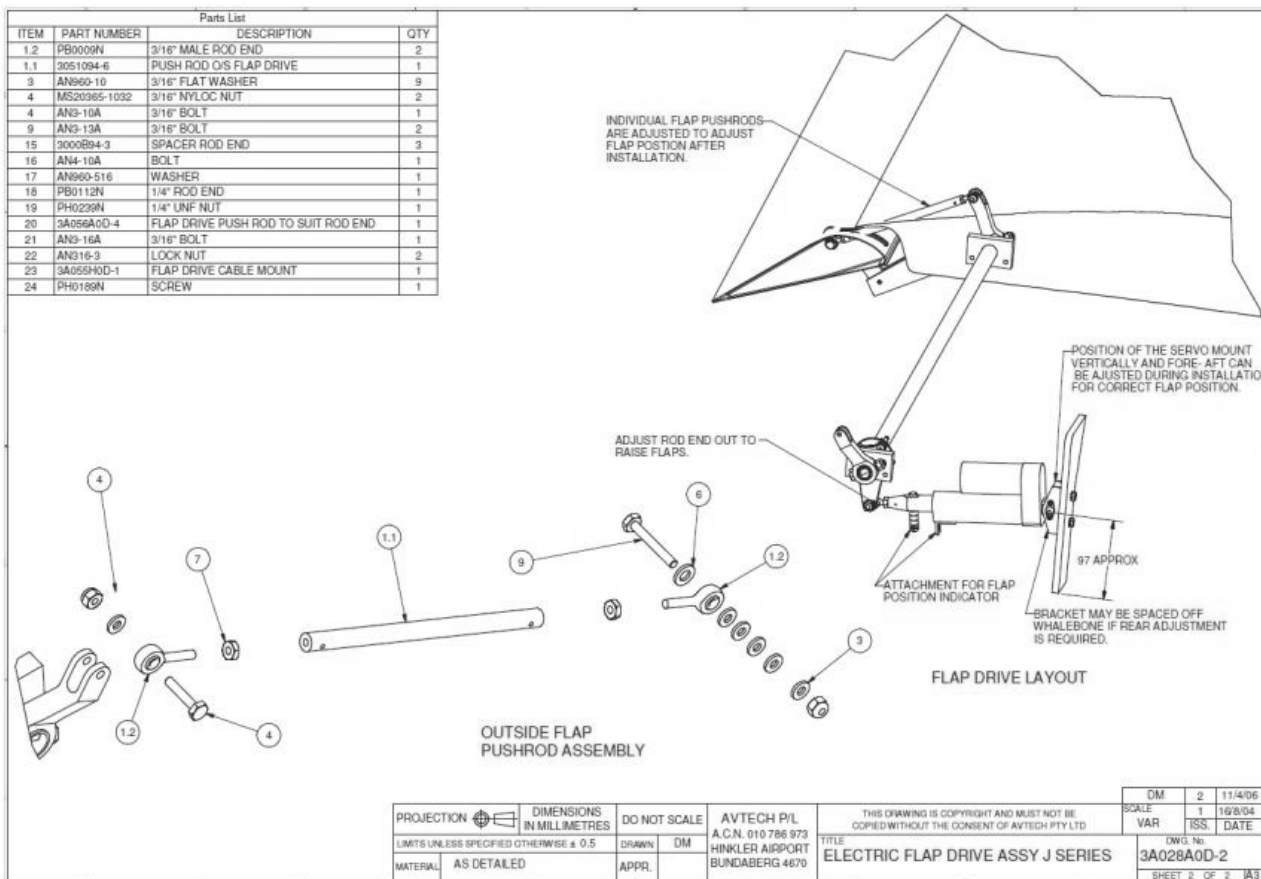 Parts List
ITEM PART NUMBER DESCRIPTION QTY
1.2 PB0009N 3/16" MALE ROD END 2
1.1 3051094-6 PUSH ROD O/S FLAP DRIVE 1
3 AN960-10 3/16" FLAT WASHER 9
4 MS20365-1032 3/16" NYLOC NUT 2
4 AN3-10A 3/16" BOLT 1
9 AN3-13A 3/16" BOLT 2
15 3000B94-3 SPACER ROD END 3
16 AN4-10A BOLT 1
17 AN960-516 WASHER 1
18 PB0112N 1/4" ROD END 1
19 PH0239N 1/4" UNF NUT 1
20 3A056A0D-4 FLAP DRIVE PUSH ROD TO SUIT ROD END 1
21 AN3-16A 3/16" BOLT 1
22 AN316-3 LOCK NUT 2
23 3A055H0D-1 FLAP DRIVE CABLE MOUNT 1
24 PH0189N SCREW 1
INDIVIDUAL FLAP PUSHRODS
ARE ADJUSTED TO ADJUST
FLAP POSTION AFTER
INSTALLATION.
POSITION OF THE SERVO MOUNT
VERTICALLY AND FORE- AFT CAN
BE AJUSTED DURING INSTALLATIO
FOR CORRECT FLAP POSITION.
ADJUST ROD END OUT TO
RAISE FLAPS.
97 APPROX
ATTACHMENT FOR FLAP
POSITION INDICATOR
BRACKET MAY BE SPACED OFF
WHALEBONE IF REAR ADJUSTMENT
IS REQUIRED.
FLAP DRIVE LAYOUT
4
7
1.1
9
6
1.2
3
1.2
4
OUTSIDE FLAP
PUSHROD ASSEMBLY
PROJECTION
DIMENSIONS
IN MILLIMETRES
DO NOT SCALE
LIMITS UNLESS SPECIFIED OTHERWISE ± 0.5
DRAWN DM
MATERIAL AS DETAILED
APPR.
AVTECH P/L
A.C.N. 010 786 973
HINKLER AIRPORT
BUNDABERG 4670
THIS DRAWING IS COPYRIGHT AND MUST NOT BE
COPIED WITHOUT THE CONSENT OF AVTECH PTY LTD
TITLE
ELECTRIC FLAP DRIVE ASSY J SERIES
DM 2 11/4/06
SCALE 1 16/8/04
VAR ISS. DATE
DWG. No.
3A028A0D-2
SHEET 2 OF 2 A3